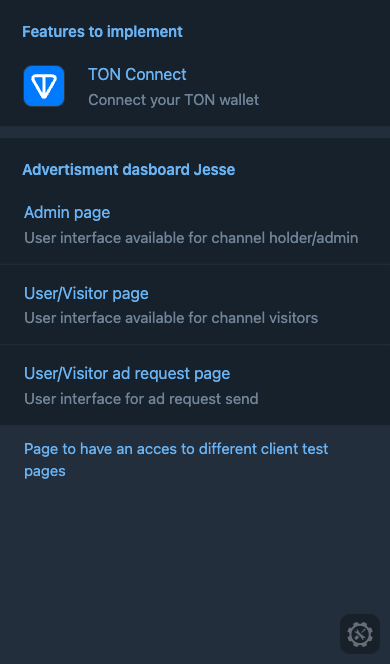 Features to implement
TON Connect
Connect your TON wallet
Advertisment dasboard Jesse
Admin page
User interface available for channel holder/admin
User/Visitor page
User interface available for channel visitors
User/Visitor ad request page
User interface for ad request send
Page to have an acces to different client test
pages